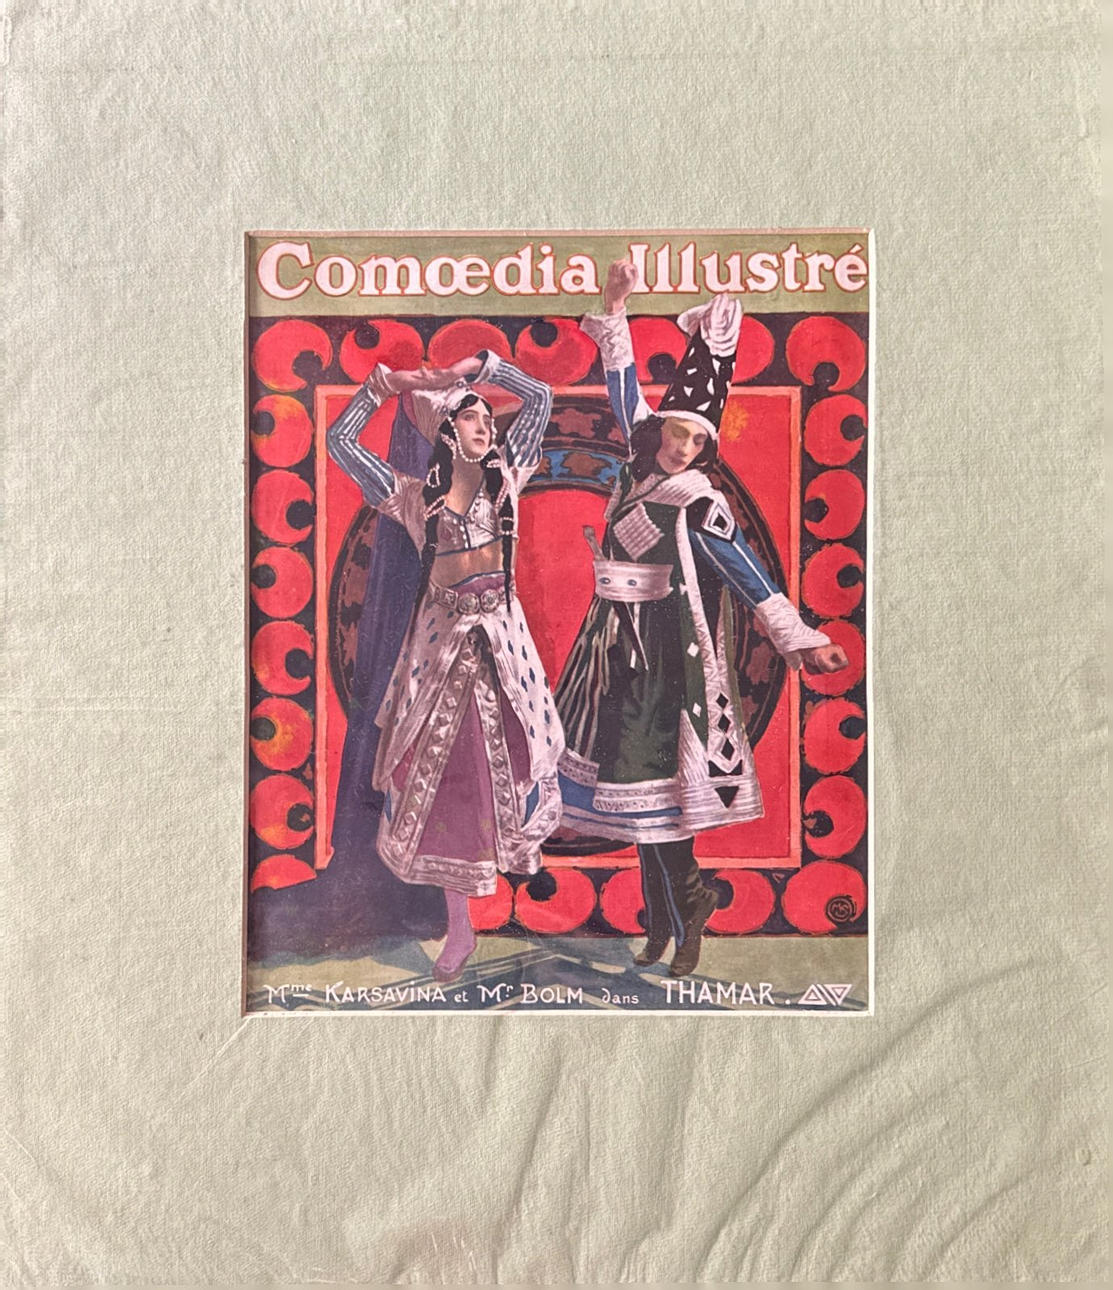 Comœdia Illustré
Mme KARSAVINA et Mr BOLM dans THAMAR.